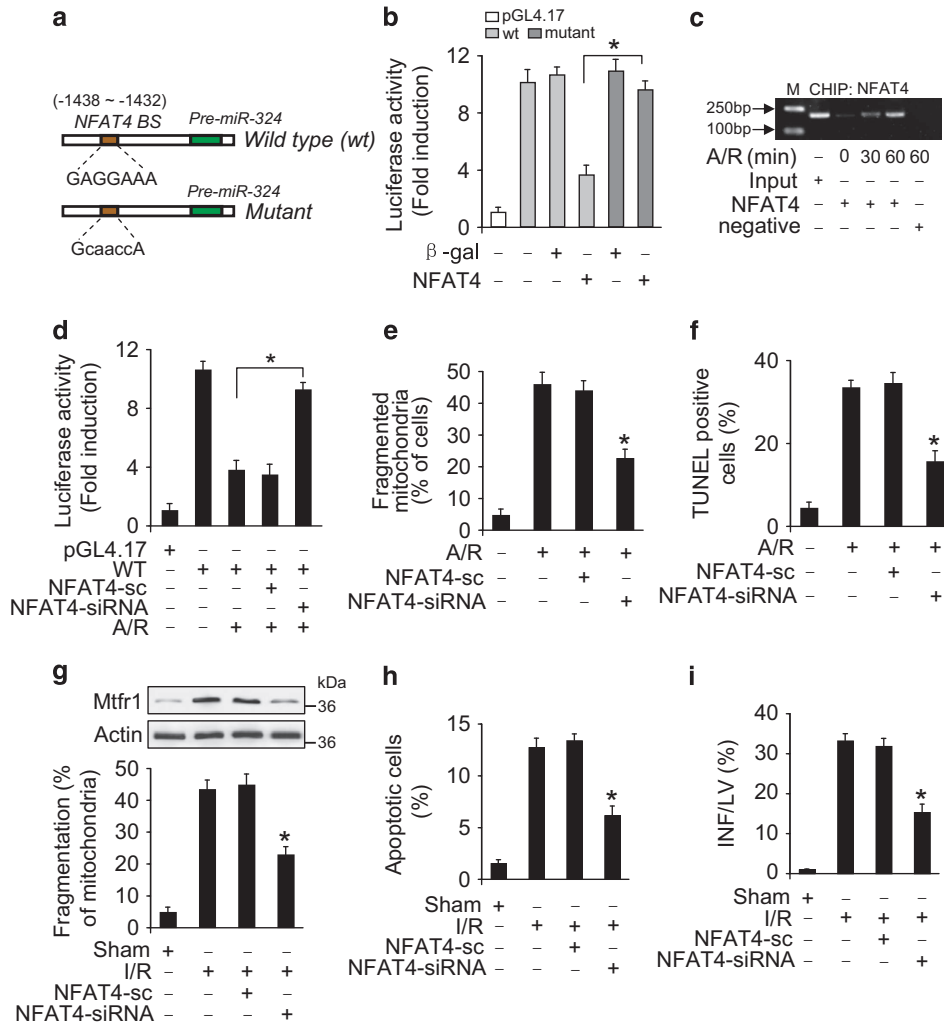 a
(-1438 ~ -1432)
NFAT4 BS
Pre-miR-324
Wild type (wt)
GAGGAAA
Pre-miR-324
Mutant
GcaaccA
b
pGL4.17
wt mutant
Luciferase activity
(Fold induction)
12
8
4
0
*
β-gal – – + – + –
NFAT4 – – – + – +
c
M CHIP: NFAT4
250bp
100bp
A/R (min) – 0 30 60 60
Input + – – – –
NFAT4 – + + + –
negative – – – – +
d
Luciferase activity
(Fold induction)
12
8
4
0
*
pGL4.17 + – – – –
WT – + + + +
NFAT4-sc – – – + –
NFAT4-siRNA – – – – +
A/R – – + + +
e
Fragmented
mitochondria
(% of cells)
50
40
30
20
10
0
*
A/R – + + +
NFAT4-sc – – + –
NFAT4-siRNA – – – +
f
TUNEL positive
cells (%)
40
20
0
*
A/R – + + +
NFAT4-sc – – + –
NFAT4-siRNA – – – +
g
kDa
Mtfr1 36
Actin 36
Fragmentation (%
of mitochondria)
50
40
30
20
10
0
*
Sham + – – –
I/R – + + +
NFAT4-sc – – + –
NFAT4-siRNA – – – +
h
Apoptotic cells
(%)
15
10
5
0
*
Sham + – – –
I/R – + + +
NFAT4-sc – – + –
NFAT4-siRNA – – – +
i
INF/LV (%)
40
30
20
10
0
*
Sham + – – –
I/R – + + +
NFAT4-sc – – + –
NFAT4-siRNA – – – +